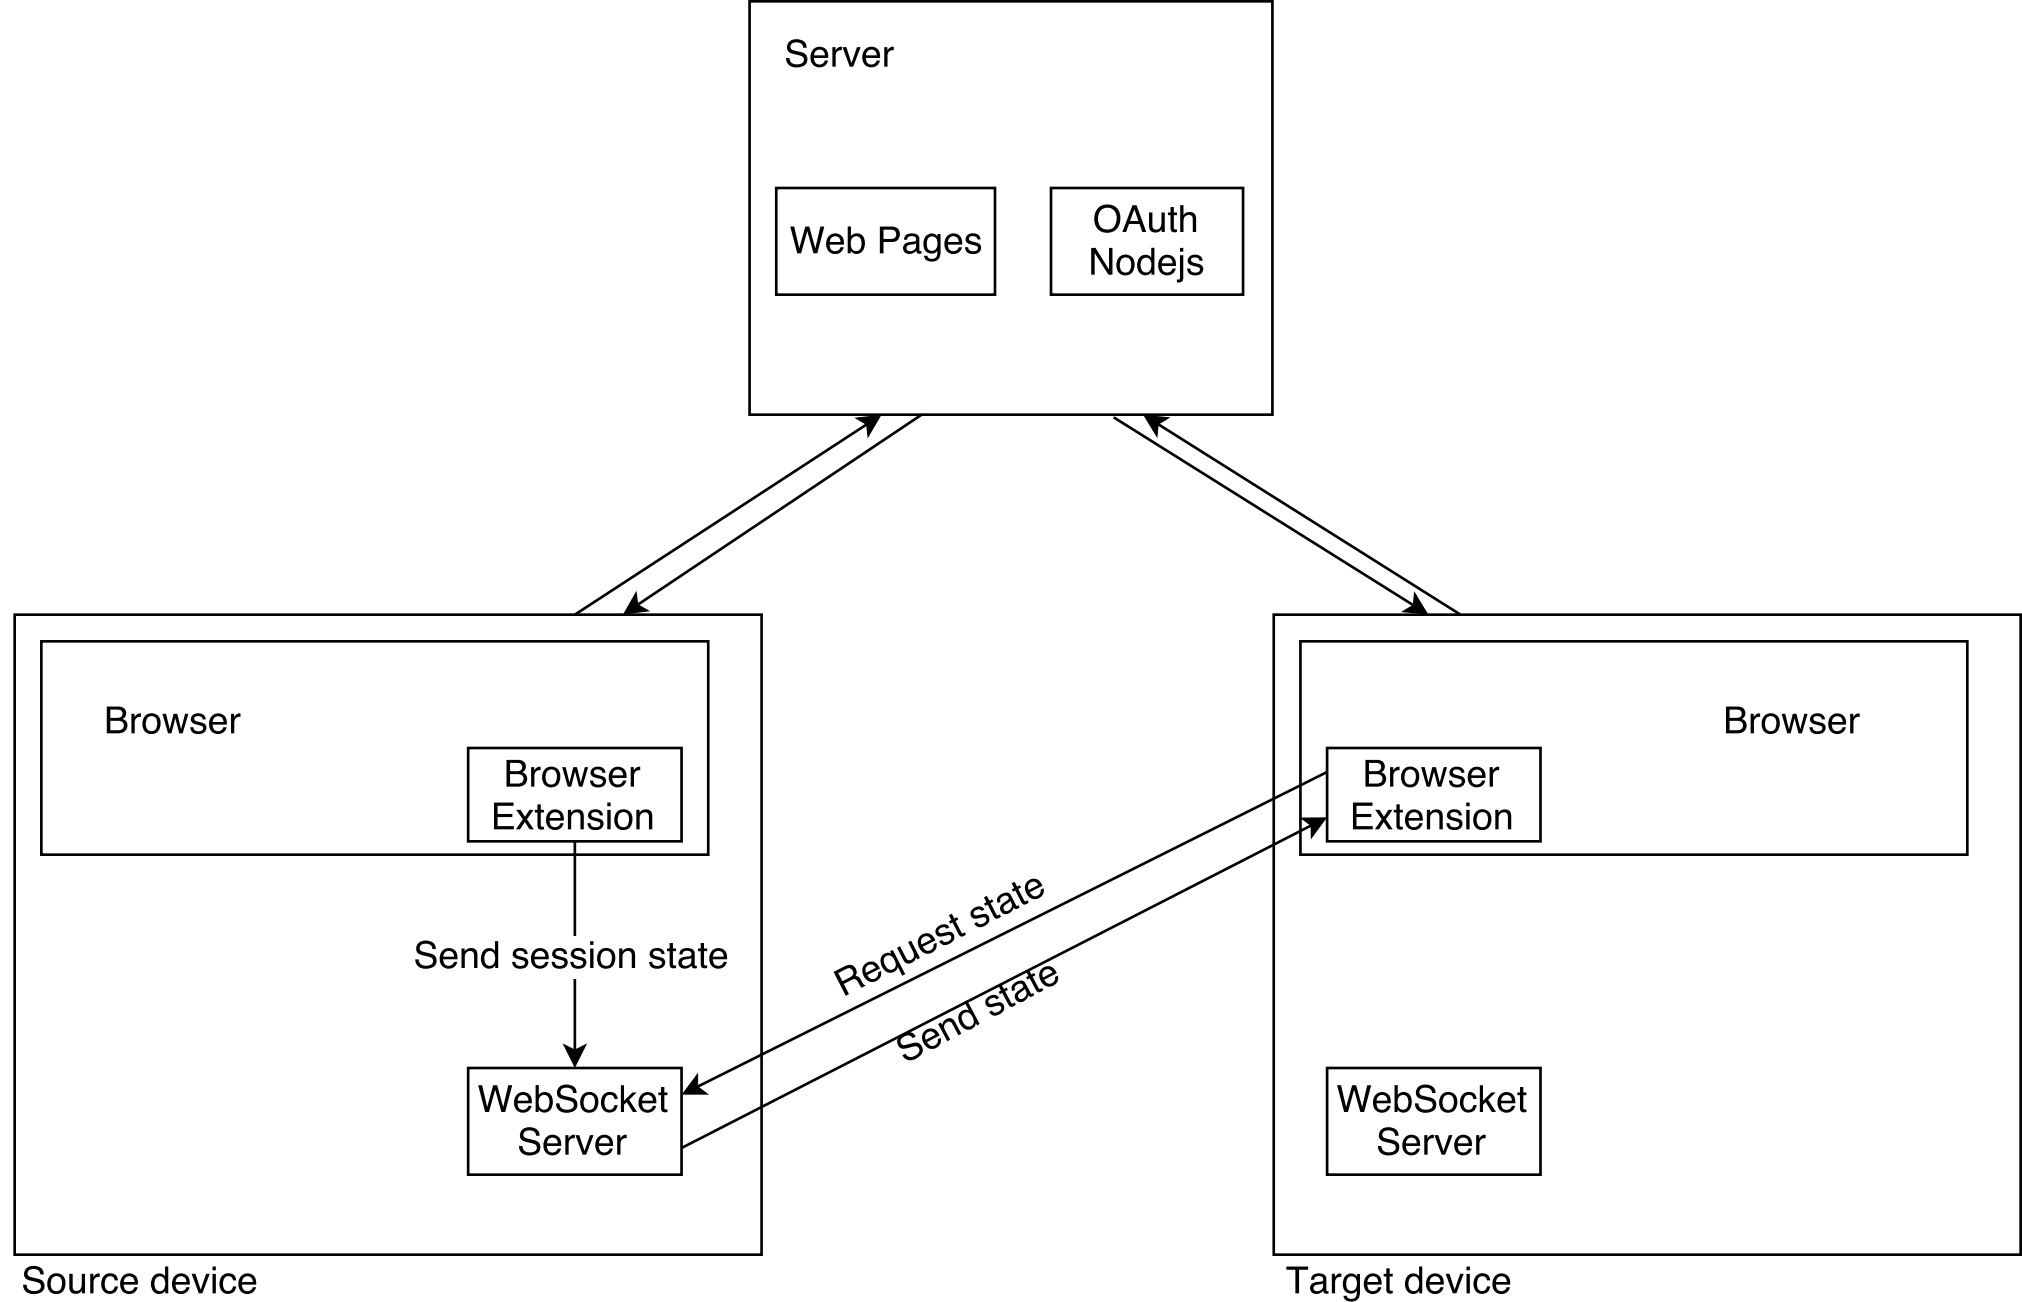 Server
Web Pages
OAuth
Nodejs
Browser
Browser
Extension
Send session state
WebSocket
Server
Source device
Request state
Send state
Browser
Browser
Extension
WebSocket
Server
Target device